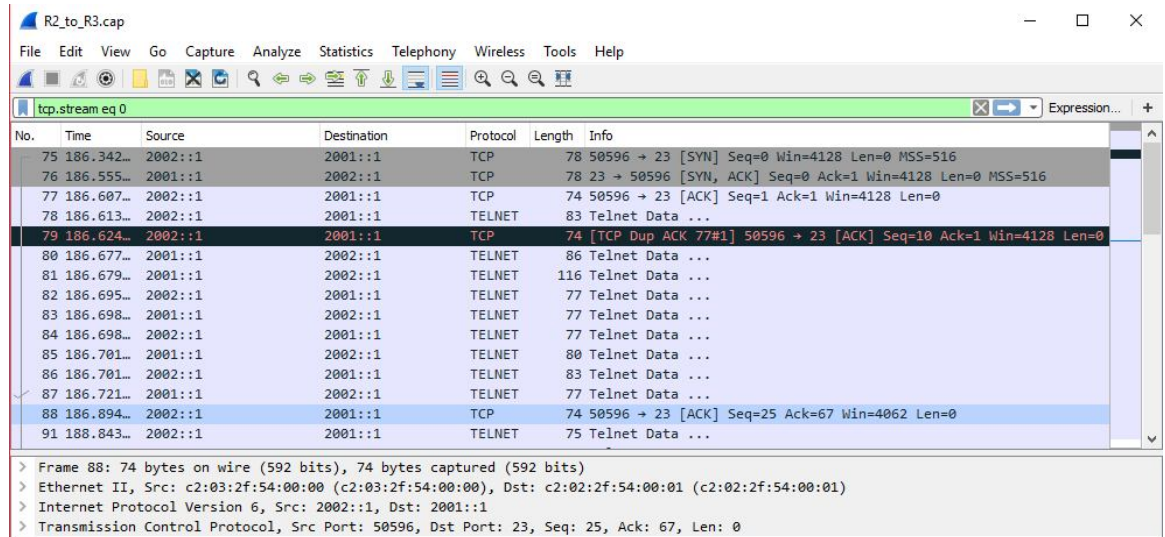 R2_to_R3.cap
File Edit View Go Capture Analyze Statistics Telephony Wireless Tools Help
tcp.stream eq 0 Expression... +
No. Time Source Destination Protocol Length Info
75 186.342… 2002::1 2001::1 TCP 78 50596 → 23 [SYN] Seq=0 Win=4128 Len=0 MSS=516
76 186.555… 2001::1 2002::1 TCP 78 23 → 50596 [SYN, ACK] Seq=0 Ack=1 Win=4128 Len=0 MSS=516
77 186.607… 2002::1 2001::1 TCP 74 50596 → 23 [ACK] Seq=1 Ack=1 Win=4128 Len=0
78 186.613… 2002::1 2001::1 TELNET 83 Telnet Data ...
79 186.624… 2002::1 2001::1 TCP 74 [TCP Dup ACK 77#1] 50596 → 23 [ACK] Seq=10 Ack=1 Win=4128 Len=0
80 186.677… 2001::1 2002::1 TELNET 86 Telnet Data ...
81 186.679… 2001::1 2002::1 TELNET 116 Telnet Data ...
82 186.695… 2002::1 2001::1 TELNET 77 Telnet Data ...
83 186.698… 2002::1 2001::1 TELNET 77 Telnet Data ...
84 186.698… 2002::1 2001::1 TELNET 77 Telnet Data ...
85 186.701… 2001::1 2002::1 TELNET 80 Telnet Data ...
86 186.701… 2002::1 2001::1 TELNET 83 Telnet Data ...
87 186.721… 2001::1 2002::1 TELNET 77 Telnet Data ...
88 186.894… 2002::1 2001::1 TCP 74 50596 → 23 [ACK] Seq=25 Ack=67 Win=4062 Len=0
91 188.843… 2002::1 2001::1 TELNET 75 Telnet Data ...
> Frame 88: 74 bytes on wire (592 bits), 74 bytes captured (592 bits)
> Ethernet II, Src: c2:03:2f:54:00:00 (c2:03:2f:54:00:00), Dst: c2:02:2f:54:00:01 (c2:02:2f:54:00:01)
> Internet Protocol Version 6, Src: 2002::1, Dst: 2001::1
> Transmission Control Protocol, Src Port: 50596, Dst Port: 23, Seq: 25, Ack: 67, Len: 0